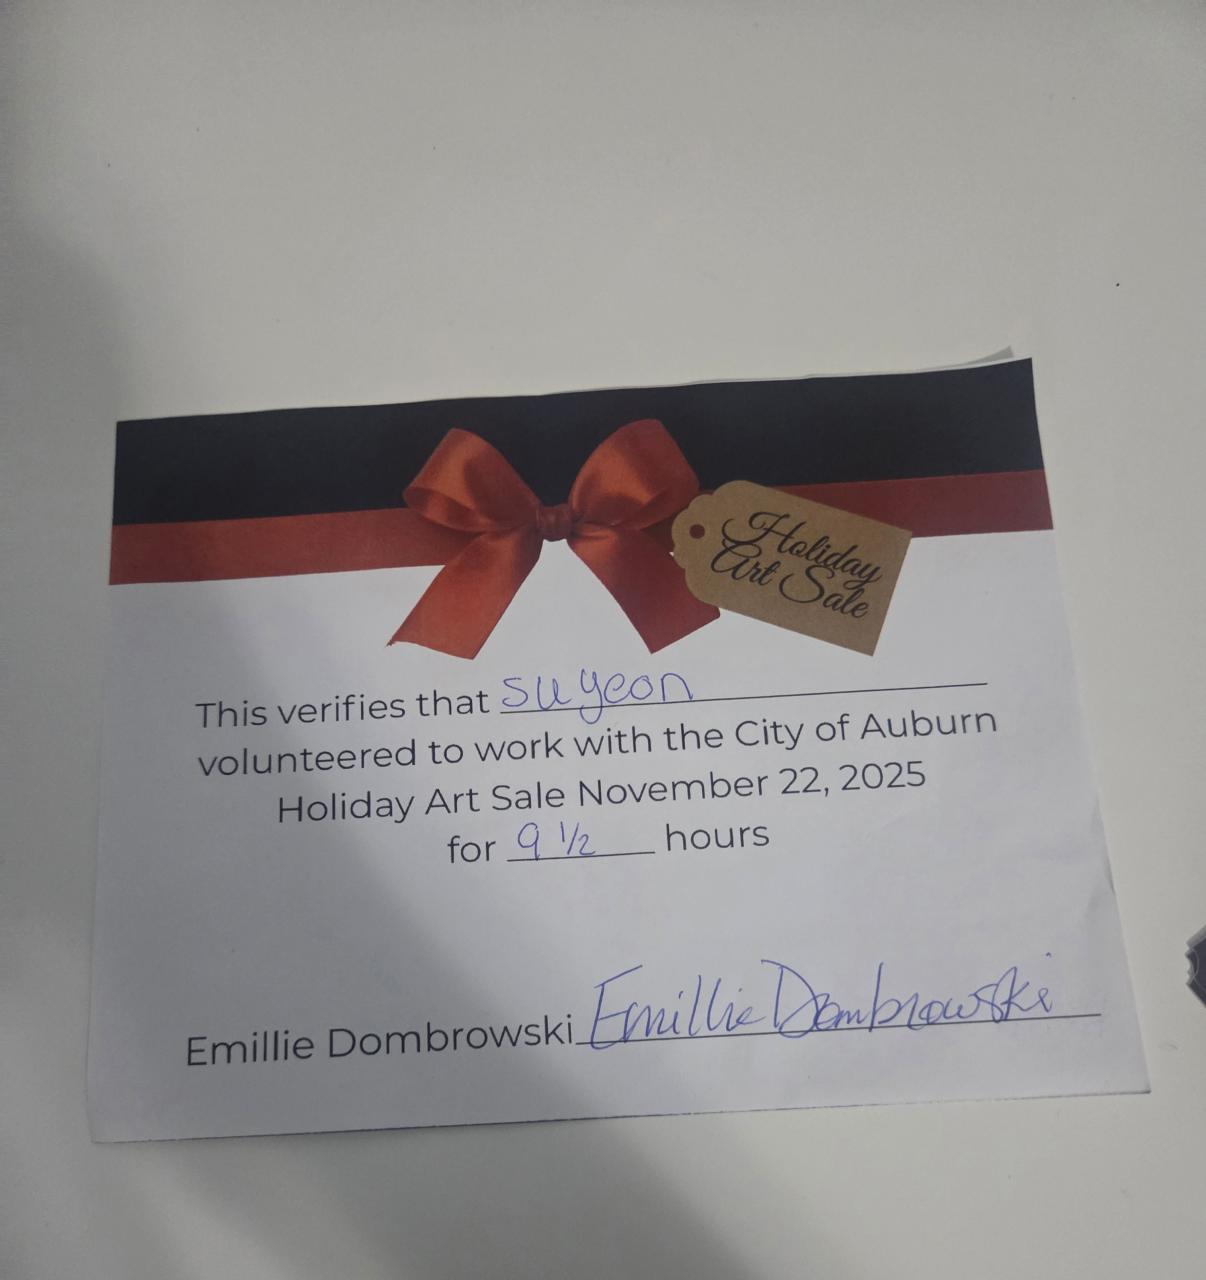 Holiday
Art Sale
This verifies that suyeon
volunteered to work with the City of Auburn
Holiday Art Sale November 22, 2025
for 9 1/2 hours
Emillie Dombrowski Emillie Dombrowski